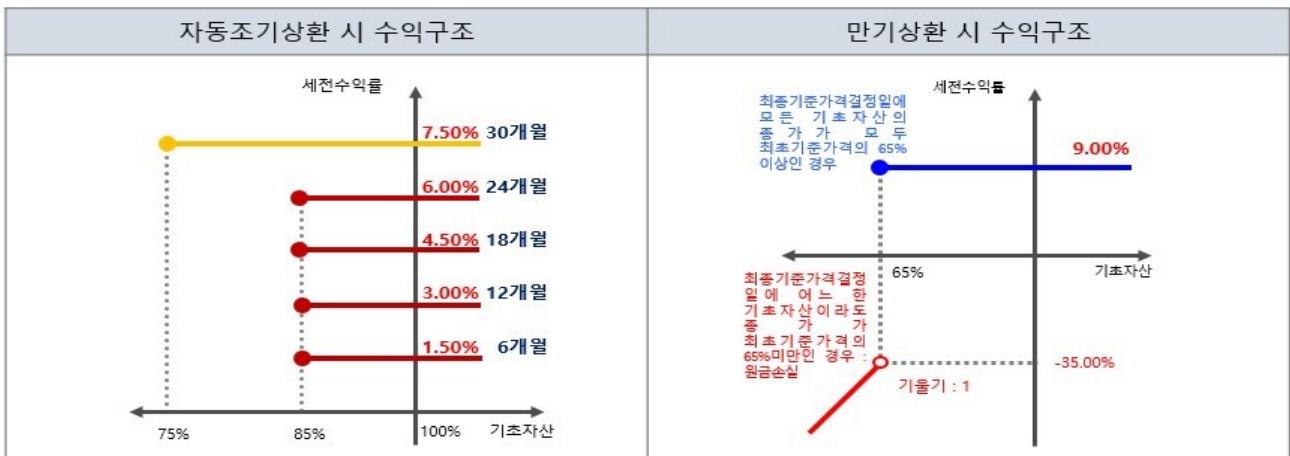 자동조기상환 시 수익구조
세전수익률
7.50% 30개월
6.00% 24개월
4.50% 18개월
3.00% 12개월
1.50% 6개월
75%
85%
100%
기초자산
만기상환 시 수익구조
세전수익률
최종기준가격결정일에
모든 기초자산의
종가가 모두
최초기준가격의 65%
이상인 경우
9.00%
65%
기초자산
최종기준가격결정
일에 어느 한
기초자산이라도
종가가
최초기준가격의
65%미만인 경우 :
원금손실
-35.00%
기울기 : 1